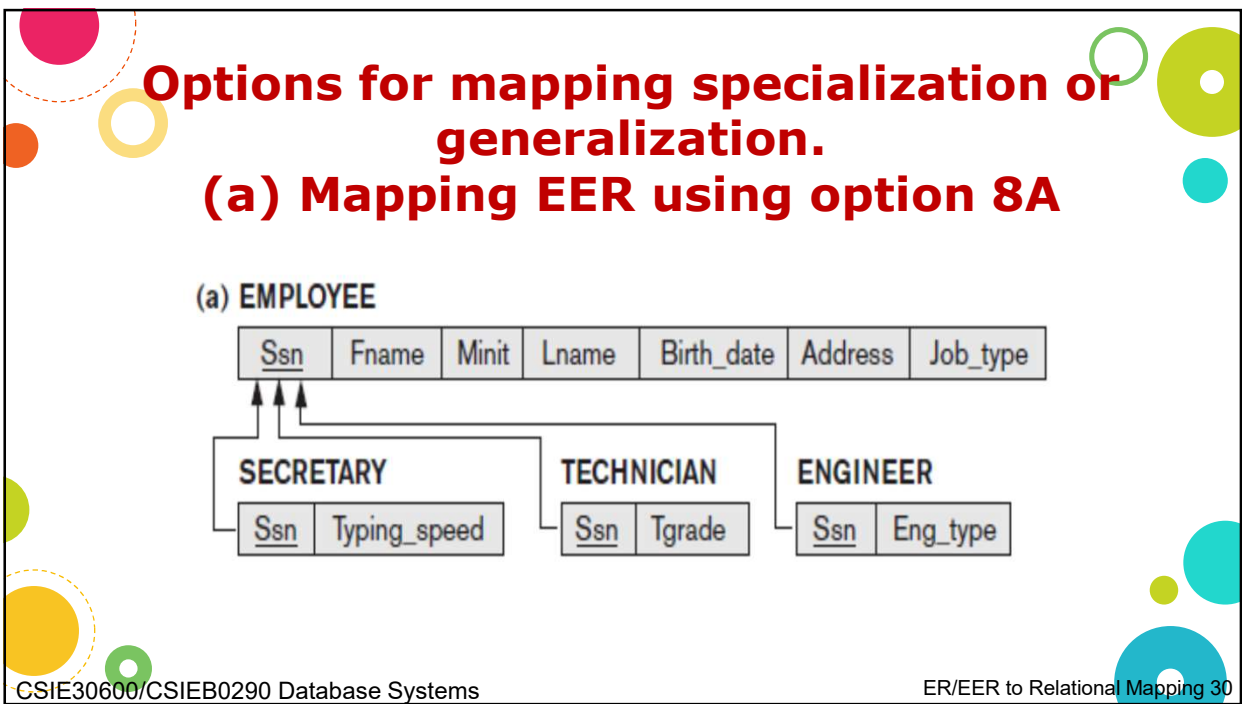 Options for mapping specialization or
generalization.
(a) Mapping EER using option 8A
(a) EMPLOYEE
Ssn Fname Minit Lname Birth_date Address Job_type
SECRETARY TECHNICIAN ENGINEER
Ssn Typing_speed Ssn Tgrade Ssn Eng_type
CSIE30600/CSIEB0290 Database Systems ER/EER to Relational Mapping 30